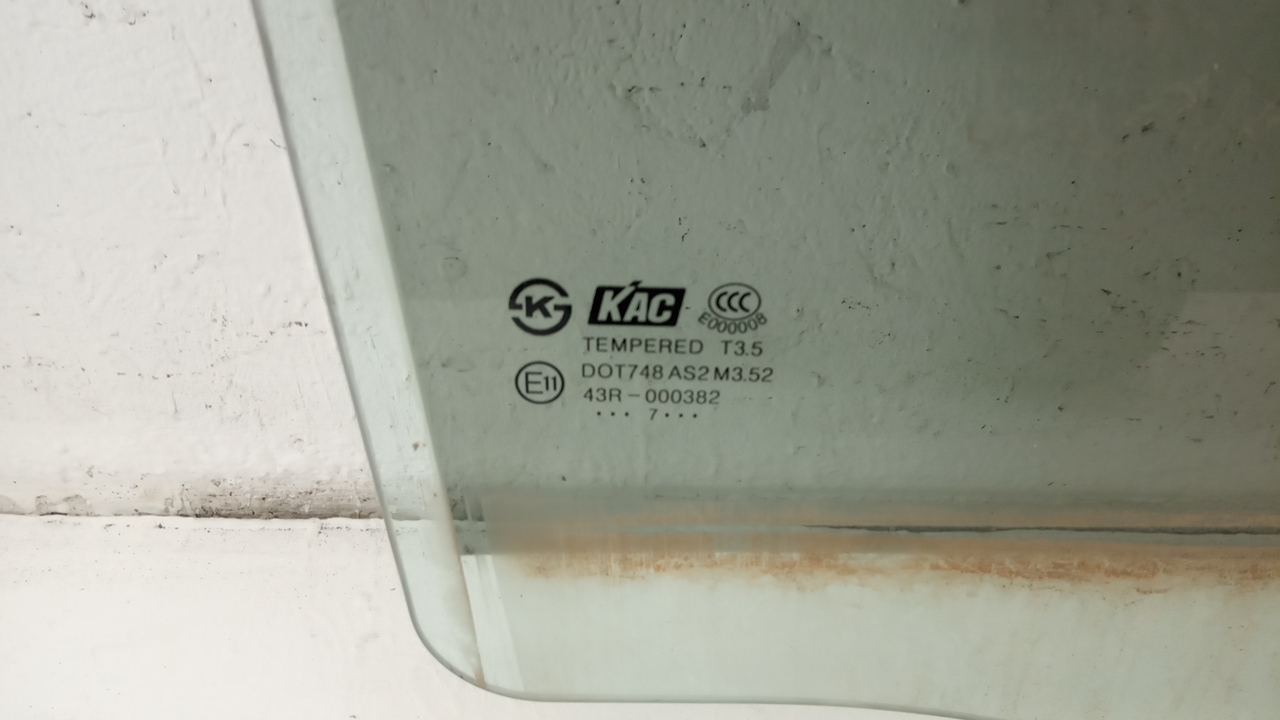 K KAC CCC
E000008
TEMPERED T3.5
DOT748 AS2 M3.52
E11
43R-000382
••• 7•••